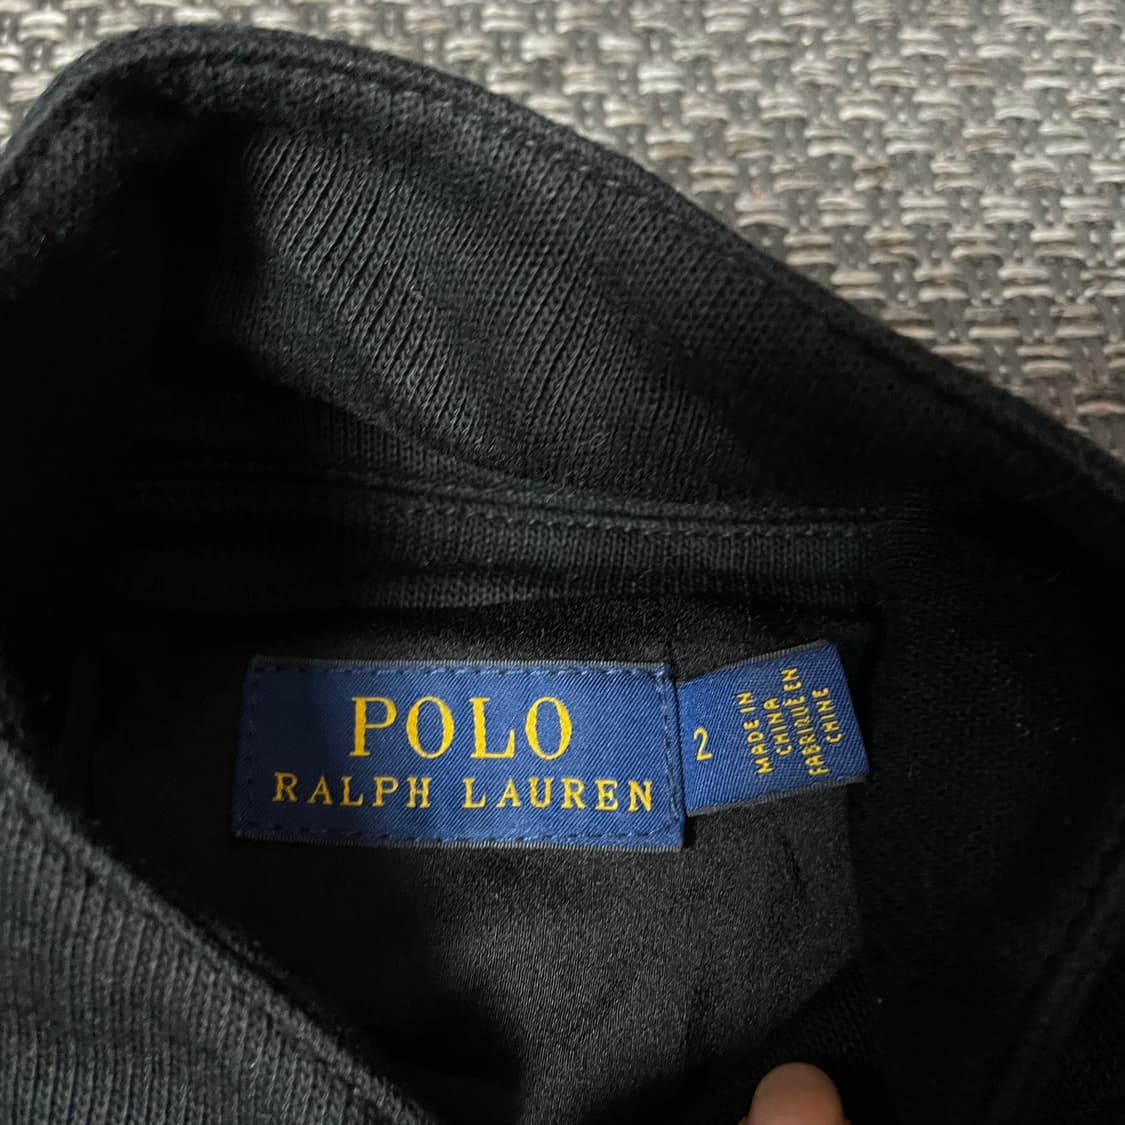 POLO
RALPH LAUREN
2
MADE IN
CHINA
FABRIQUÉ EN
CHINE